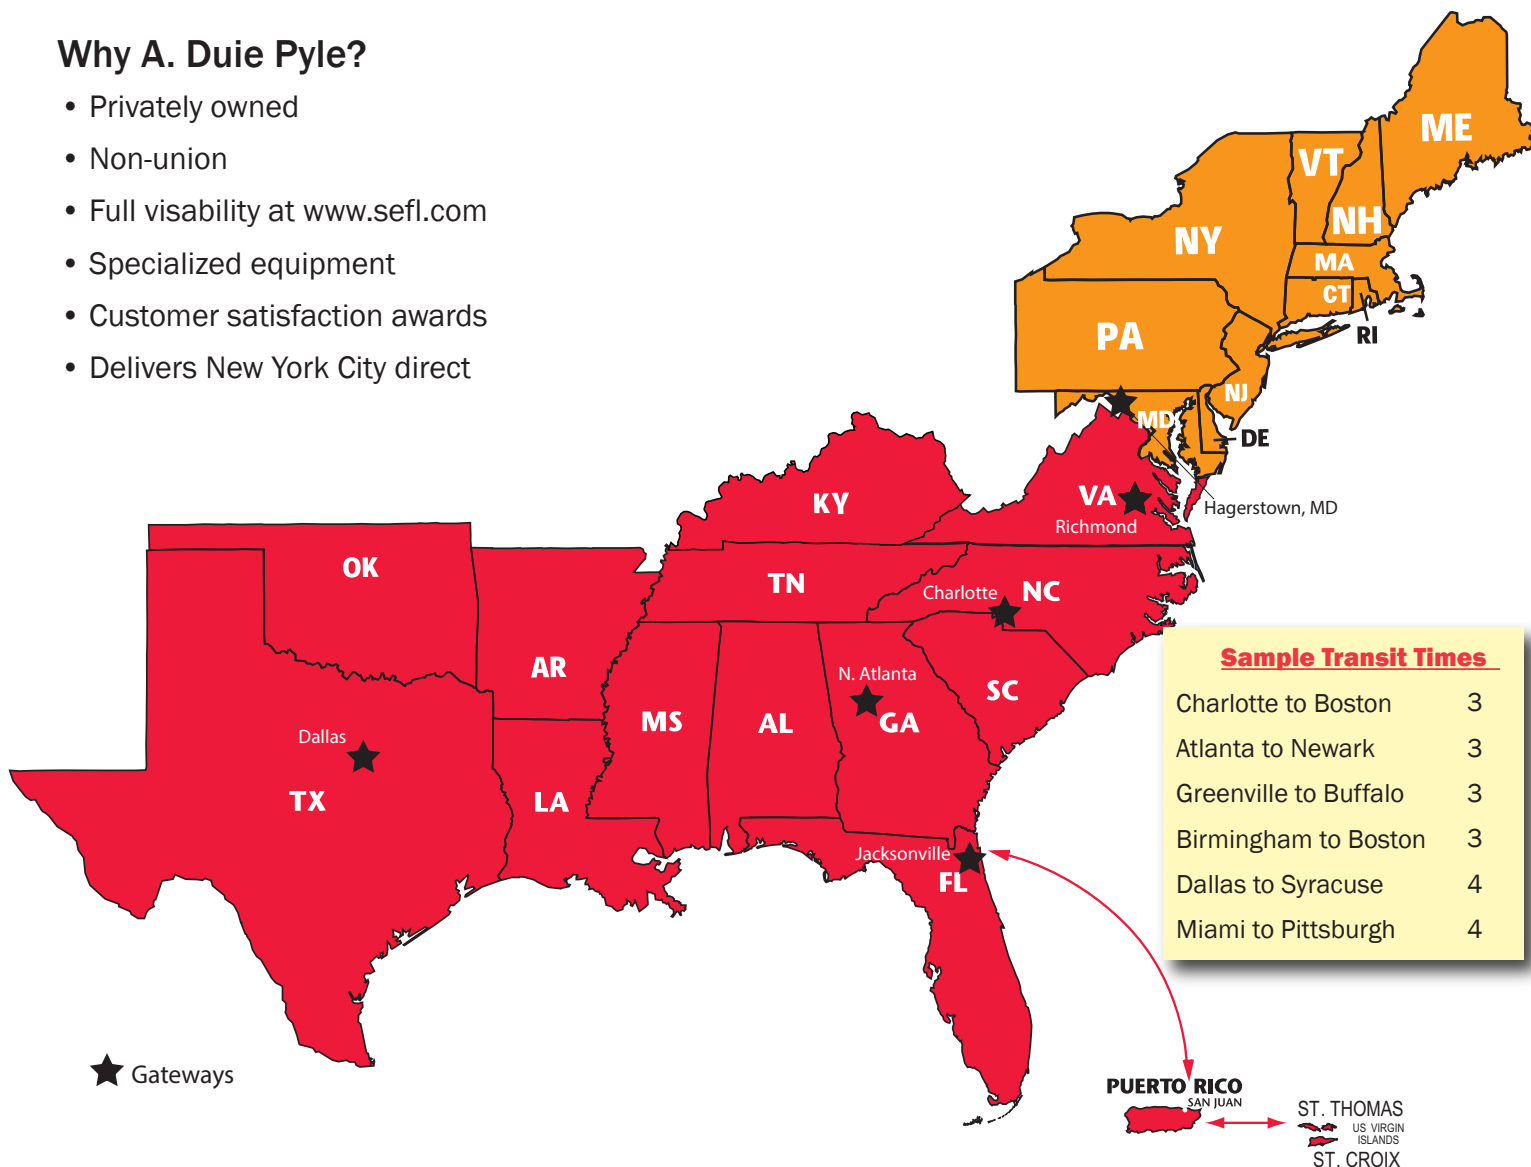 Why A. Duie Pyle?
• Privately owned
• Non-union
• Full visability at www.sefl.com
• Specialized equipment
• Customer satisfaction awards
• Delivers New York City direct
ME
VT
NH
NY
MA
CT
RI
PA
NJ
MD
DE
Hagerstown, MD
KY
VA
Richmond
OK
TN
Charlotte
NC
AR
N. Atlanta
SC
MS
AL
GA
Dallas
TX
LA
Jacksonville
FL
Sample Transit Times
Charlotte to Boston 3
Atlanta to Newark 3
Greenville to Buffalo 3
Birmingham to Boston 3
Dallas to Syracuse 4
Miami to Pittsburgh 4
Gateways
PUERTO RICO
SAN JUAN
ST. THOMAS
US VIRGIN
ISLANDS
ST. CROIX